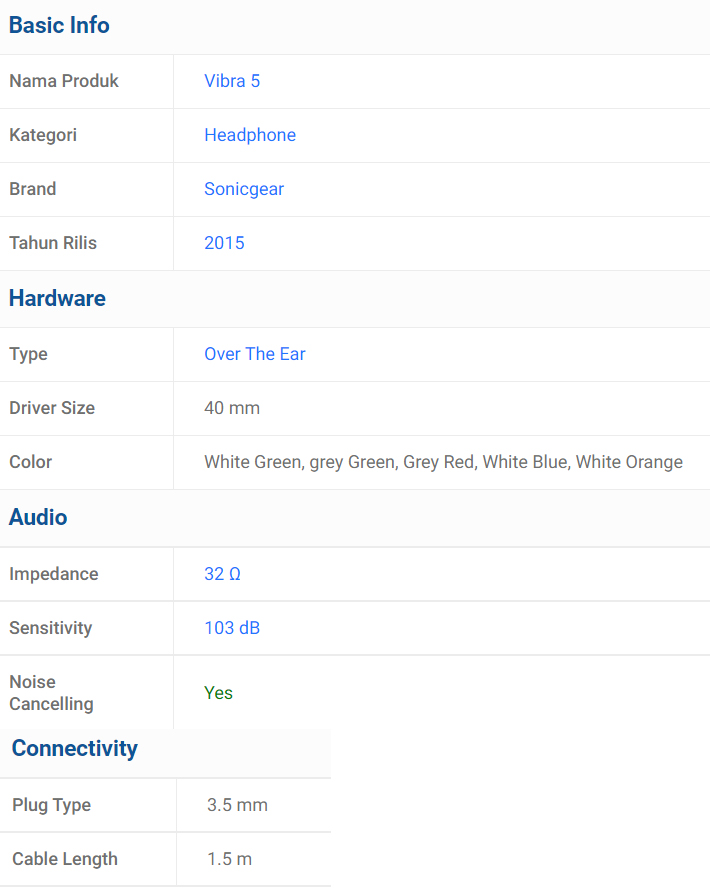 Basic Info
Nama Produk Vibra 5
Kategori Headphone
Brand Sonicgear
Tahun Rilis 2015
Hardware
Type Over The Ear
Driver Size 40 mm
Color White Green, grey Green, Grey Red, White Blue, White Orange
Audio
Impedance 32 Ω
Sensitivity 103 dB
Noise
Cancelling Yes
Connectivity
Plug Type 3.5 mm
Cable Length 1.5 m